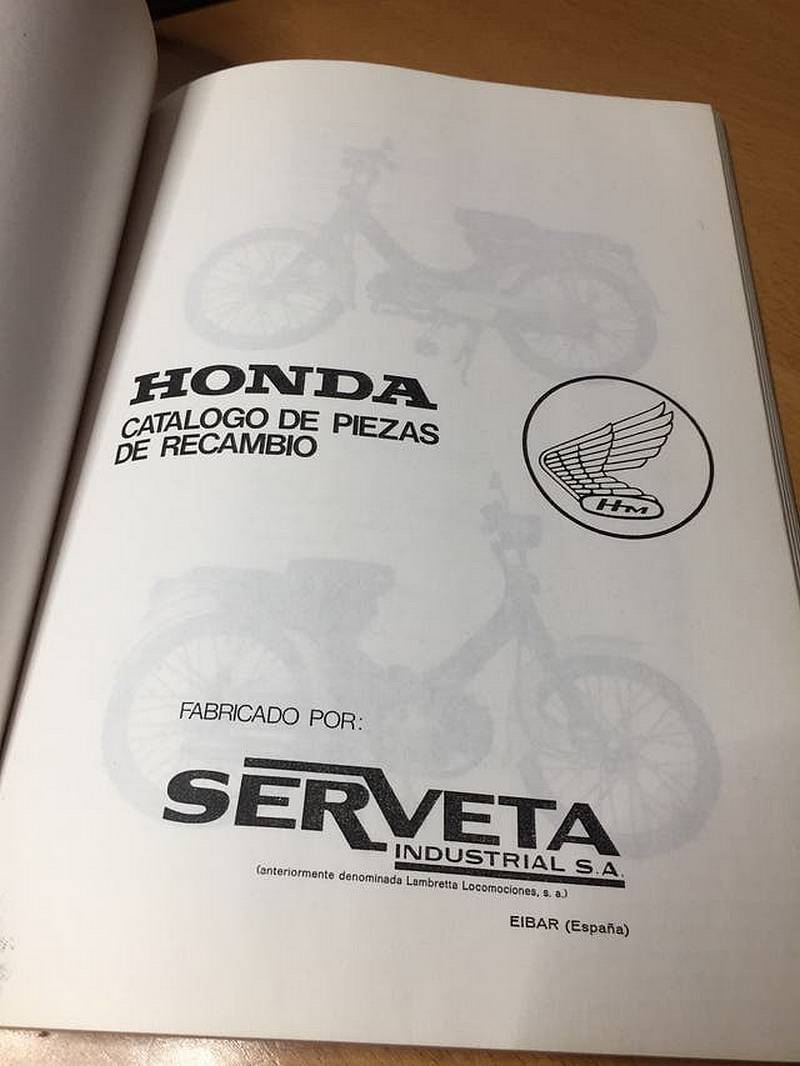 HONDA
CATALOGO DE PIEZAS
DE RECAMBIO
HM
FABRICADO POR:
SERVETA
INDUSTRIAL S.A.
(anteriormente denominada Lambretta Locomociones, s. a.)
EIBAR (España)